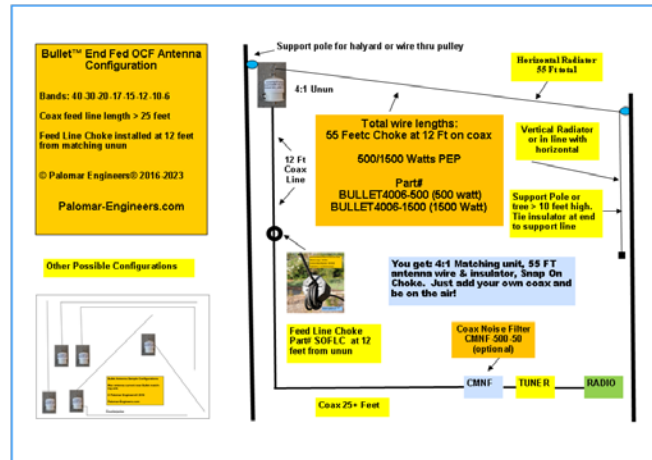 Bullet™ End Fed OCF Antenna
Configuration
Bands: 40-30-20-17-15-12-10-6
Coax feed line length > 25 feet
Feed Line Choke installed at 12 feet
from matching unun
© Palomar Engineers® 2016-2023
Palomar-Engineers.com
Other Possible Configurations
Support pole for halyard or wire thru pulley
4:1 Unun
Horizontal Radiator
55 Ft total
Total wire lengths:
55 Feetc Choke at 12 Ft on coax
500/1500 Watts PEP
Part#
BULLET4006-500 (500 watt)
BULLET4006-1500 (1500 Watt)
Vertical Radiator
or in line with
horizontal
12 Ft
Coax
Line
Support Pole or
tree > 10 feet high.
Tie insulator at end
to support line
You get: 4:1 Matching unit, 55 FT
antenna wire & insulator, Snap On
Choke. Just add your own coax and
be on the air!
Feed Line Choke
Part# SOFLC at 12
feet from unun
Coax Noise Filter
CMNF-500-50
(optional)
CMNF
TUNER
RADIO
Coax 25+ Feet